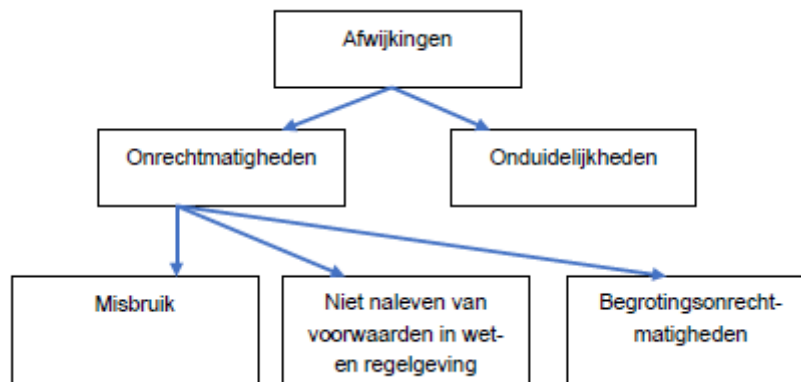 Afwijkingen
Onrechtmatigheden
Onduidelijkheden
Misbruik
Niet naleven van
voorwaarden in wet-
en regelgeving
Begrotingsonrecht-
matigheden